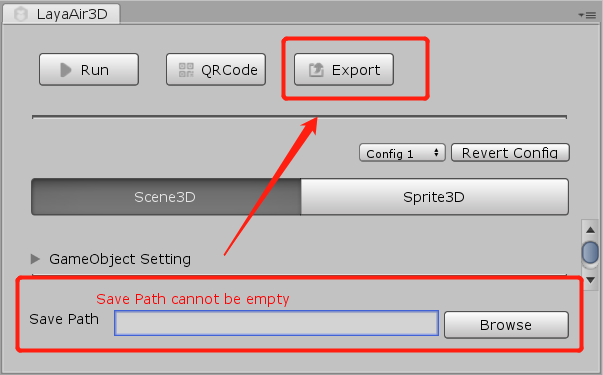 LayaAir3D
Run
QRCode
Export
Config 1
Revert Config
Scene3D
Sprite3D
GameObject Setting
Save Path cannot be empty
Save Path
Browse